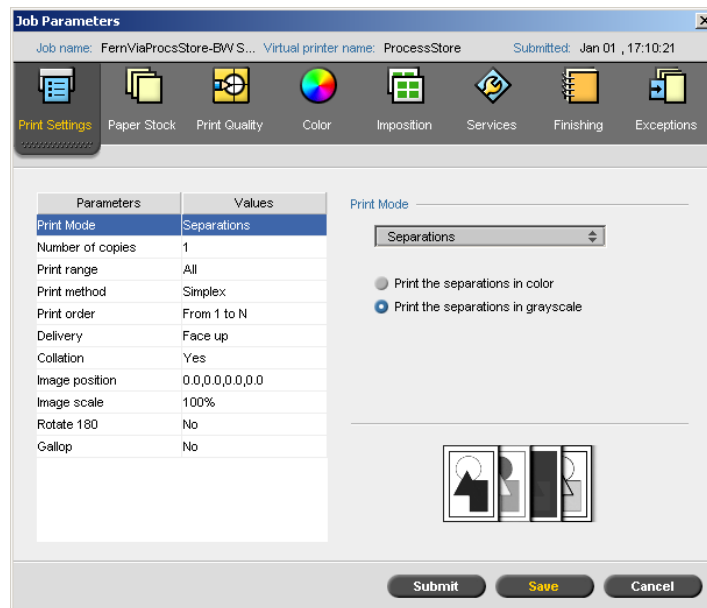 Job Parameters
Job name: FernViaProcsStore-BW S... Virtual printer name: ProcessStore Submitted: Jan 01 , 17:10:21
Print Settings Paper Stock Print Quality Color Imposition Services Finishing Exceptions
Parameters Values
Print Mode Separations
Number of copies 1
Print range All
Print method Simplex
Print order From 1 to N
Delivery Face up
Collation Yes
Image position 0.0,0.0,0.0,0.0
Image scale 100%
Rotate 180 No
Gallop No
Print Mode
Separations
Print the separations in color
Print the separations in grayscale
Submit Save Cancel